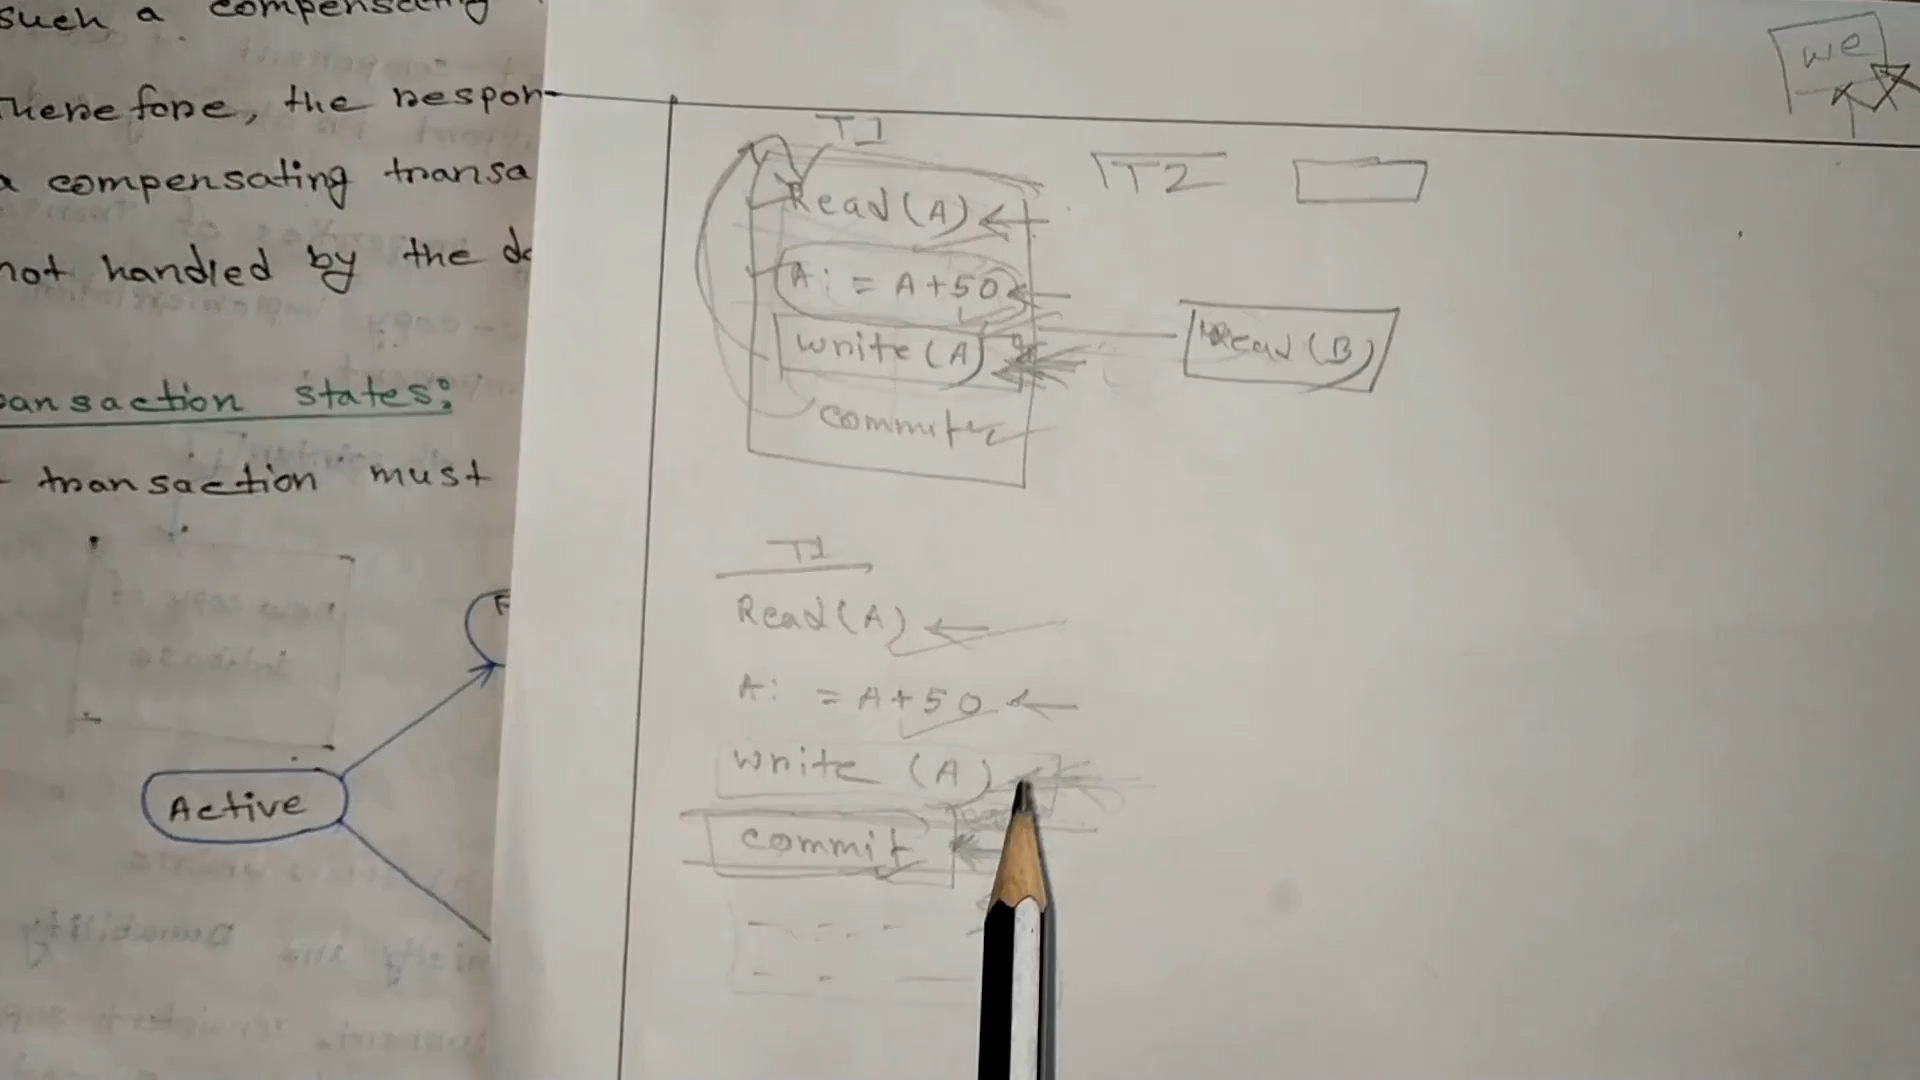 such a compensating
Therefore, the respon-
a compensating transa
not handled by the
ansaction states:
transaction must
F
Active
we
T1
T2
Read (A)
A: = A+50
write (A)
Read (B)
commit
T1
Read (A)
A: = A+50
write (A)
commit